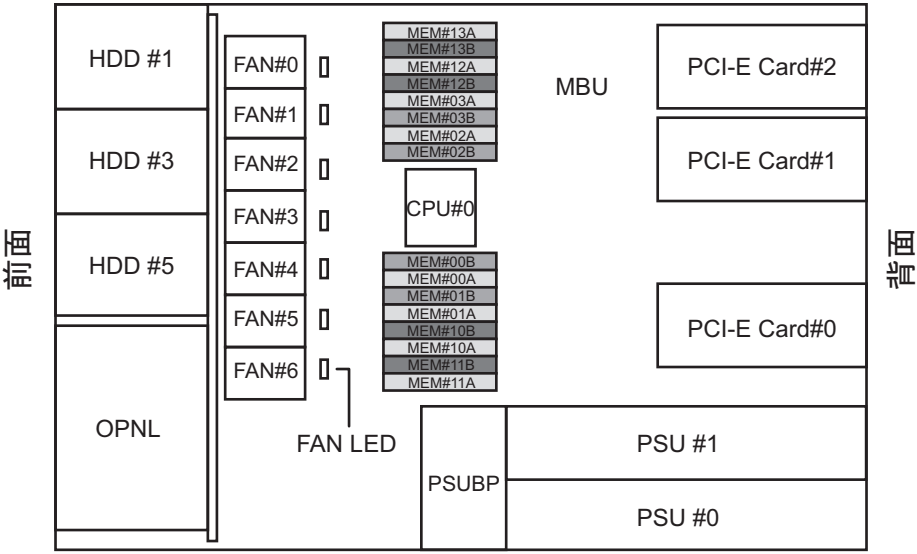 HDD #1
HDD #3
HDD #5
OPNL
前面
FAN#0
FAN#1
FAN#2
FAN#3
FAN#4
FAN#5
FAN#6
FAN LED
MEM#13A
MEM#13B
MEM#12A
MEM#12B
MEM#03A
MEM#03B
MEM#02A
MEM#02B
CPU#0
MEM#00B
MEM#00A
MEM#01B
MEM#01A
MEM#10B
MEM#10A
MEM#11B
MEM#11A
MBU
PCI-E Card#2
PCI-E Card#1
PCI-E Card#0
背面
PSUBP
PSU #1
PSU #0